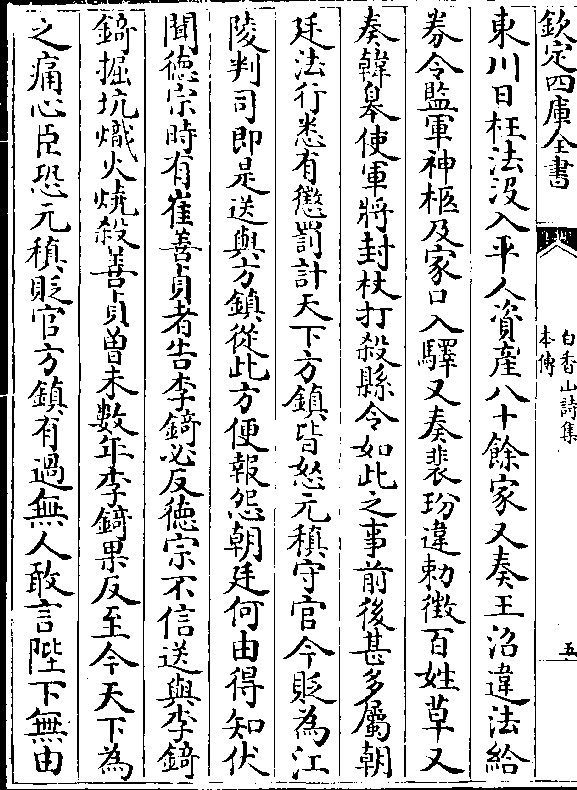 欽定四庫全書
白香山詩集
本傳
五
東川日枉法沒入平人資產八十餘家又奏王沼違法給
券令監軍神柩及家口入驛又奏裴玢違勅徵百姓草又
奏韓臯使軍將封杖打殺縣令如此之事前後甚多屬朝
廷法行悉有懲罰計天下方鎮皆怒元稹守官今貶為江
陵判司即是送與方鎮從此方便報怨朝廷何由得知伏
聞德宗時有崔善貞者告李錡必反德宗不信送與李錡
錡掘坑熾火燒殺善貞曽未數年李錡果反至今天下為
之痛心臣恐元稹貶官方鎮有過無人敢言陛下無由